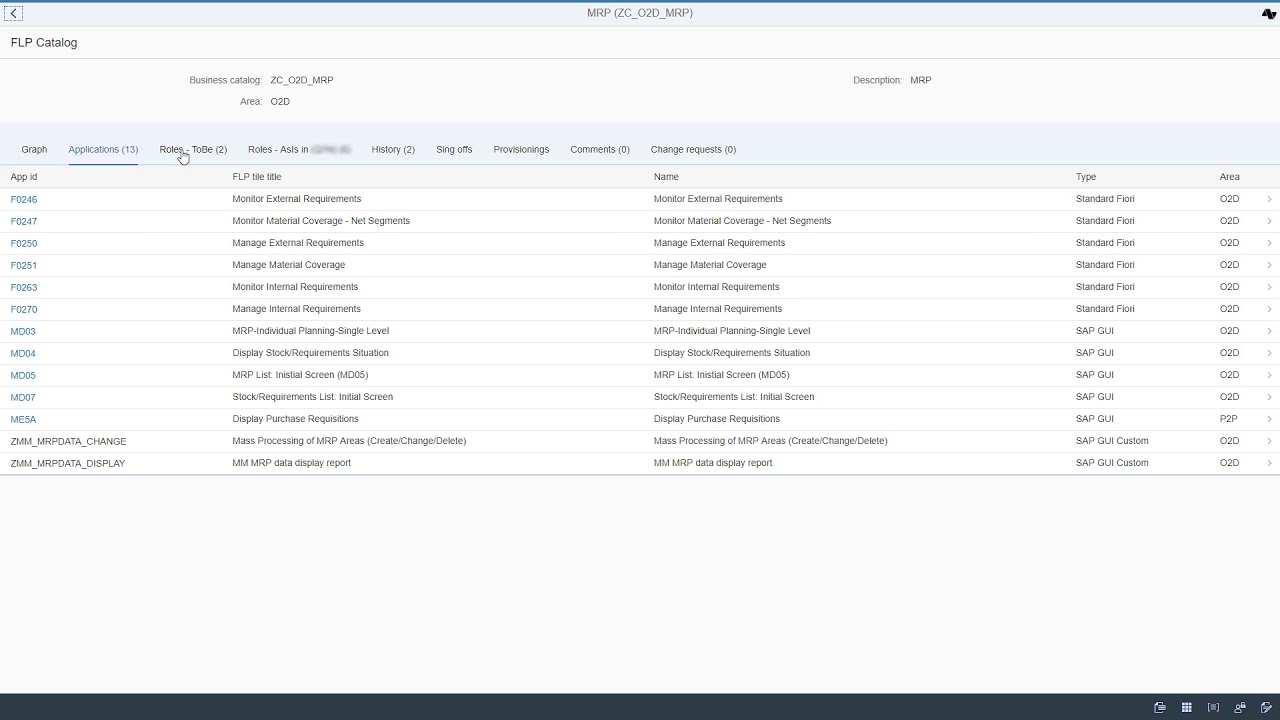 MRP (ZC_O2D_MRP)
FLP Catalog
Business catalog: ZC_O2D_MRP Description: MRP
Area: O2D
Graph Applications (13) Roles - ToBe (2) Roles - AsIs in History (2) Sing offs Provisionings Comments (0) Change requests (0)
App id FLP tile title Name Type Area
F0246 Monitor External Requirements Monitor External Requirements Standard Fiori O2D
F0247 Monitor Material Coverage - Net Segments Monitor Material Coverage - Net Segments Standard Fiori O2D
F0250 Manage External Requirements Manage External Requirements Standard Fiori O2D
F0251 Manage Material Coverage Manage Material Coverage Standard Fiori O2D
F0263 Monitor Internal Requirements Monitor Internal Requirements Standard Fiori O2D
F0270 Manage Internal Requirements Manage Internal Requirements Standard Fiori O2D
MD03 MRP-Individual Planning-Single Level MRP-Individual Planning-Single Level SAP GUI O2D
MD04 Display Stock/Requirements Situation Display Stock/Requirements Situation SAP GUI O2D
MD05 MRP List: Inistial Screen (MD05) MRP List: Inistial Screen (MD05) SAP GUI O2D
MD07 Stock/Requirements List: Initial Screen Stock/Requirements List: Initial Screen SAP GUI O2D
ME5A Display Purchase Requisitions Display Purchase Requisitions SAP GUI P2P
ZMM_MRPDATA_CHANGE Mass Processing of MRP Areas (Create/Change/Delete) Mass Processing of MRP Areas (Create/Change/Delete) SAP GUI Custom O2D
ZMM_MRPDATA_DISPLAY MM MRP data display report MM MRP data display report SAP GUI Custom O2D